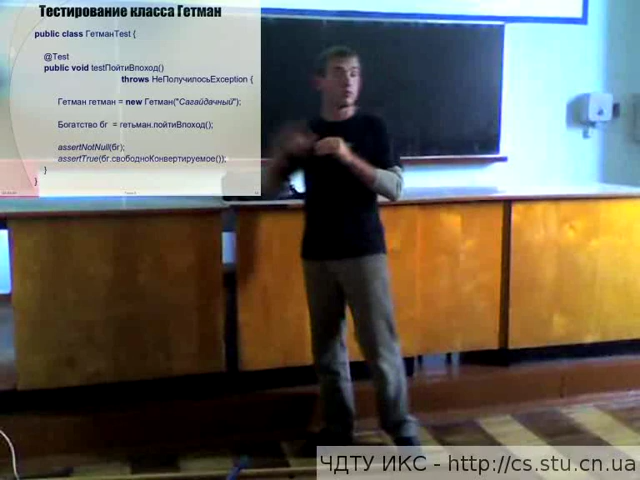 Тестирование класса Гетман
public class ГетманTest {
@Test
public void testПойтиВпоход()
throws НеПолучилосьException {
Гетман гетман = new Гетман("Сагайдачный");
Богатство бг = гетьман.пойтиВпоход();
assertNotNull(бг);
assertTrue(бг.свободноКонвертируемое());
}
}
ЧДТУ ИКС - http://cs.stu.cn.ua